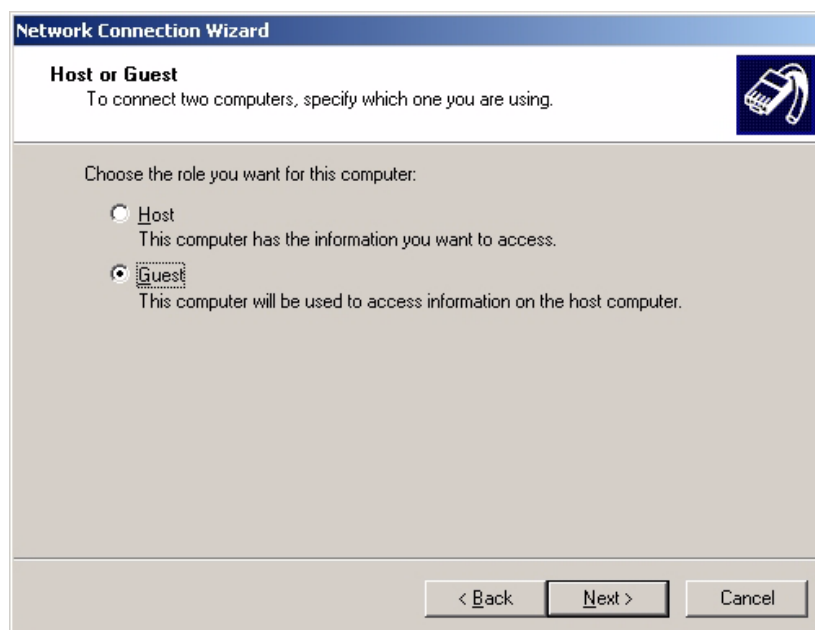 Network Connection Wizard
Host or Guest
To connect two computers, specify which one you are using.
Choose the role you want for this computer:
Host
This computer has the information you want to access.
Guest
This computer will be used to access information on the host computer.
< Back
Next >
Cancel